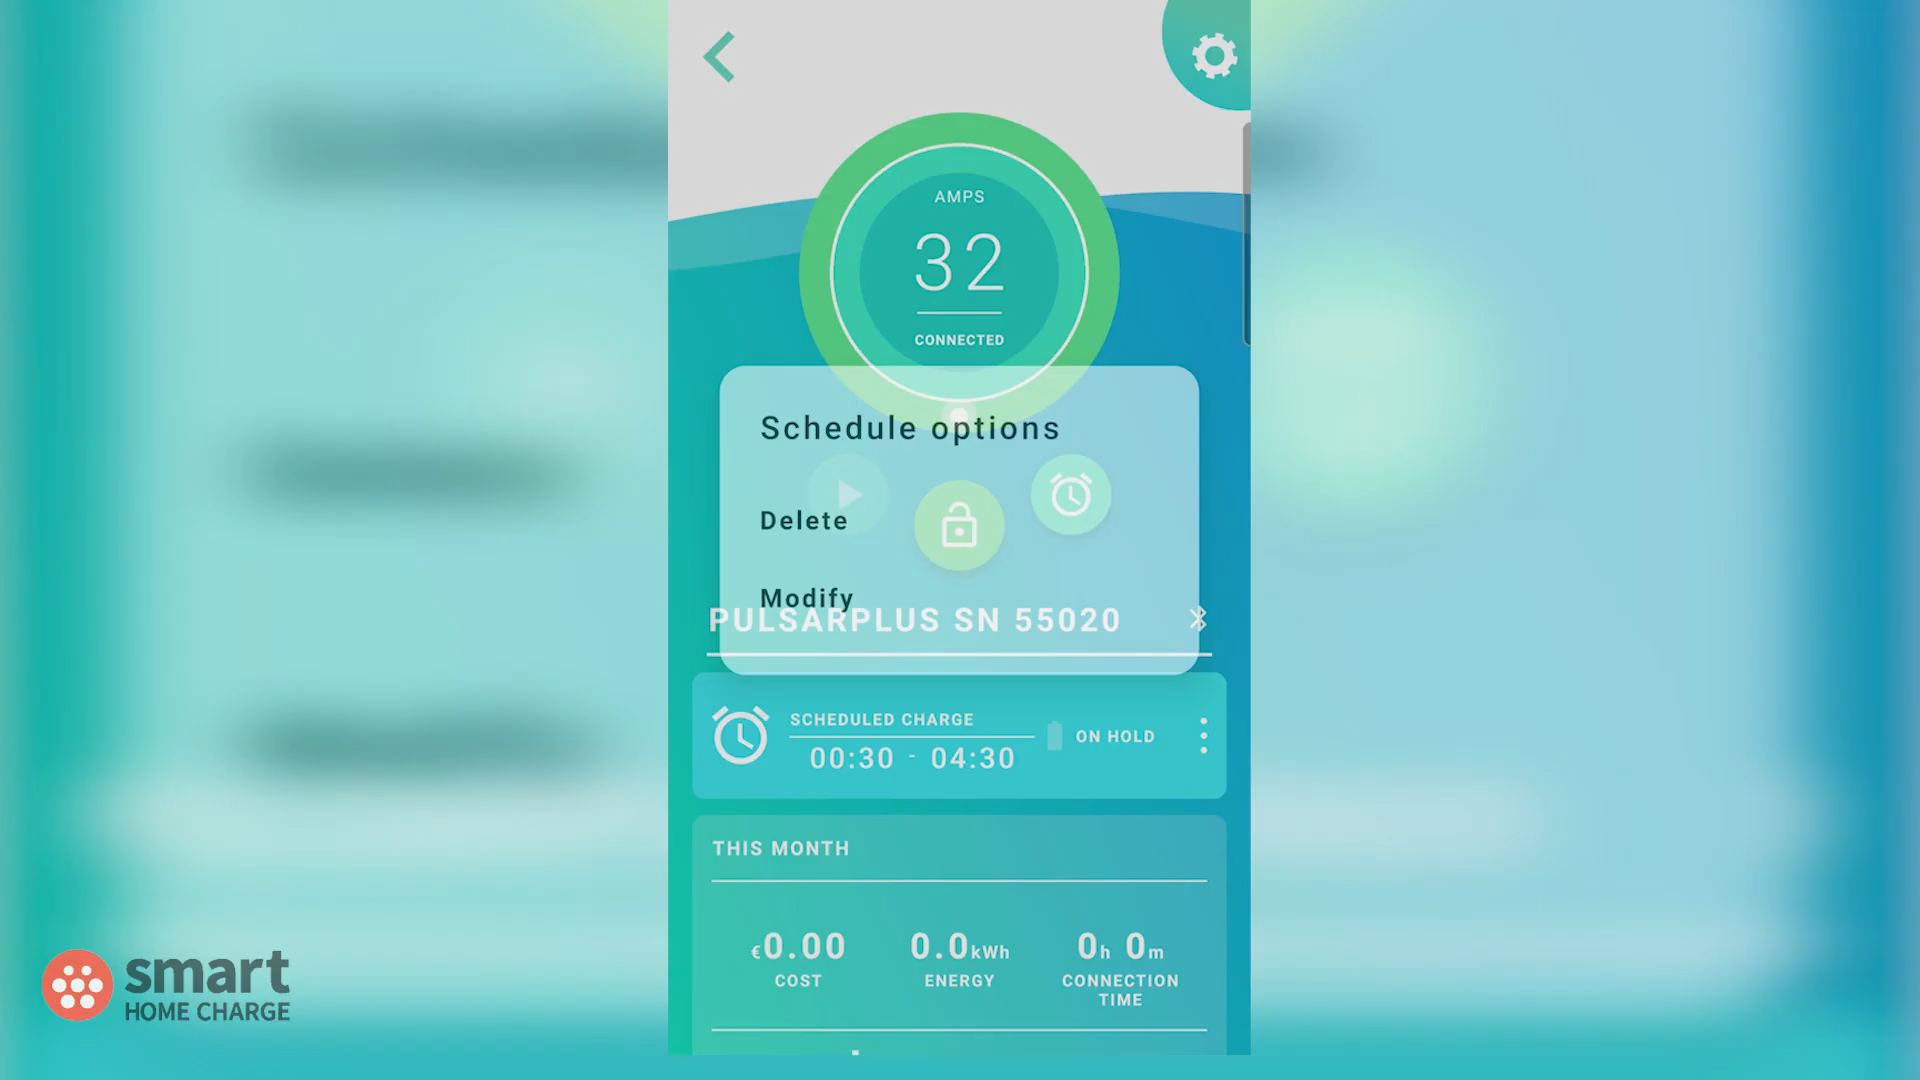 AMPS
32
CONNECTED
Schedule options
Delete
Modify
PULSARPLUS SN 55020
SCHEDULED CHARGE
00:30 - 04:30
ON HOLD
THIS MONTH
€0.00
COST
0.0kWh
ENERGY
0h 0m
CONNECTION
TIME
smart
HOME CHARGE